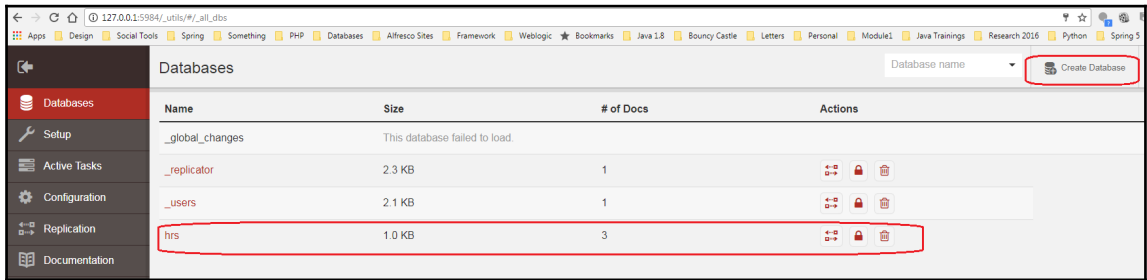 127.0.0.1:5984/_utils/#/_all_dbs
Apps Design Social Tools Spring Something PHP Databases Alfresco Sites Framework Weblogic Bookmarks Java 1.8 Bouncy Castle Letters Personal Module1 Java Trainings Research 2016 Python Spring 5
Databases Database name Create Database
Databases
Setup
Active Tasks
Configuration
Replication
Documentation
Name Size # of Docs Actions
_global_changes This database failed to load.
_replicator 2.3 KB 1
_users 2.1 KB 1
hrs 1.0 KB 3